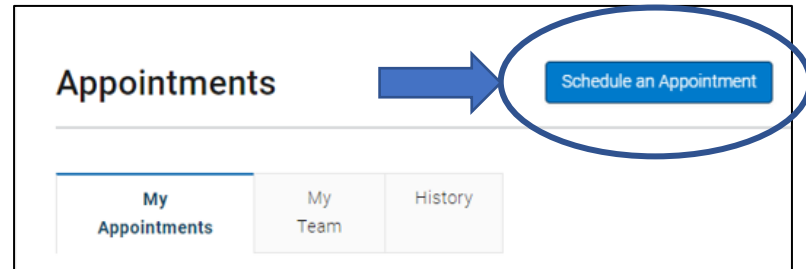 Appointments
Schedule an Appointment
My Appointments
My Team
History